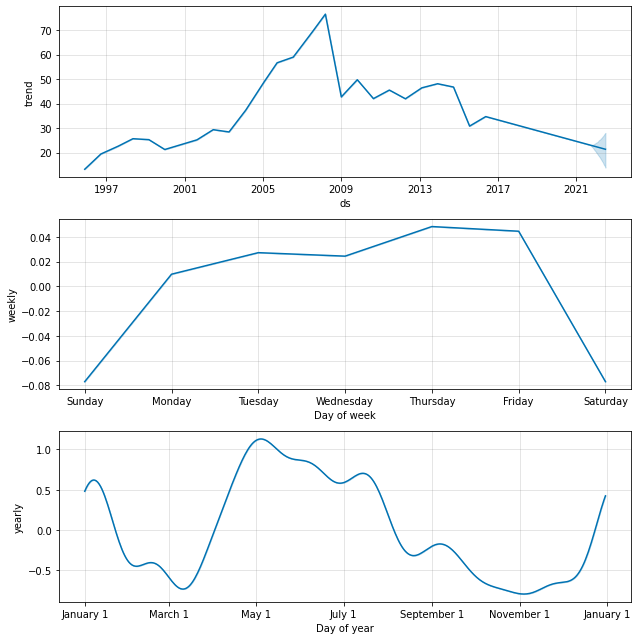 70
60
50
40
30
20
trend
1997 2001 2005 2009 2013 2017 2021
ds
0.04
0.02
0.00
−0.02
−0.04
−0.06
−0.08
weekly
Sunday Monday Tuesday Wednesday Thursday Friday Saturday
Day of week
1.0
0.5
0.0
−0.5
yearly
January 1 March 1 May 1 July 1 September 1 November 1 January 1
Day of year